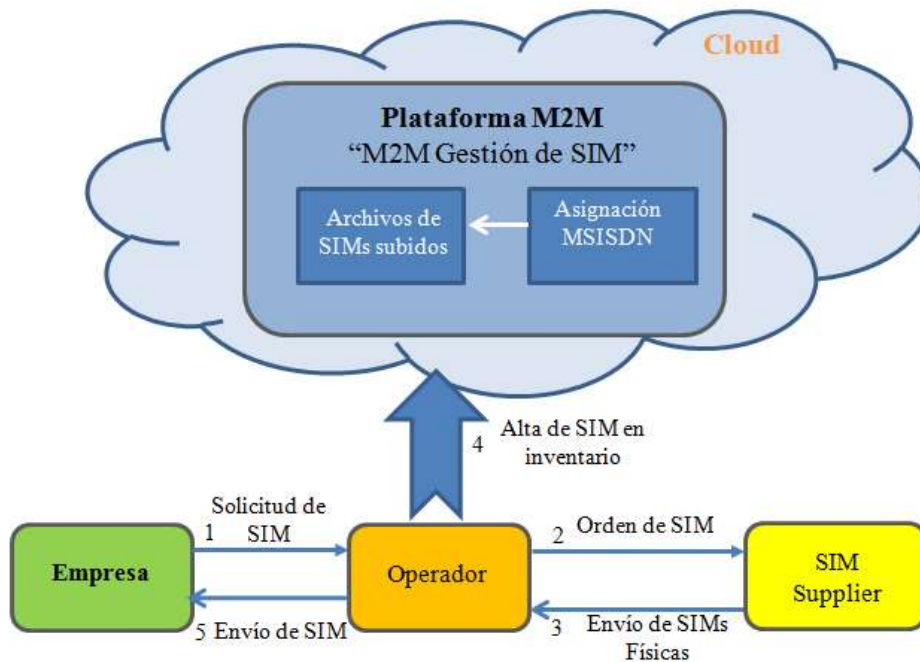 Cloud
Plataforma M2M
“M2M Gestión de SIM”
Archivos de
SIMs subidos
Asignación
MSISDN
4
Alta de SIM en
inventario
Solicitud de
1 SIM
2 Orden de SIM
Empresa
Operador
SIM
Supplier
5 Envío de SIM
3 Envío de SIMs
Físicas